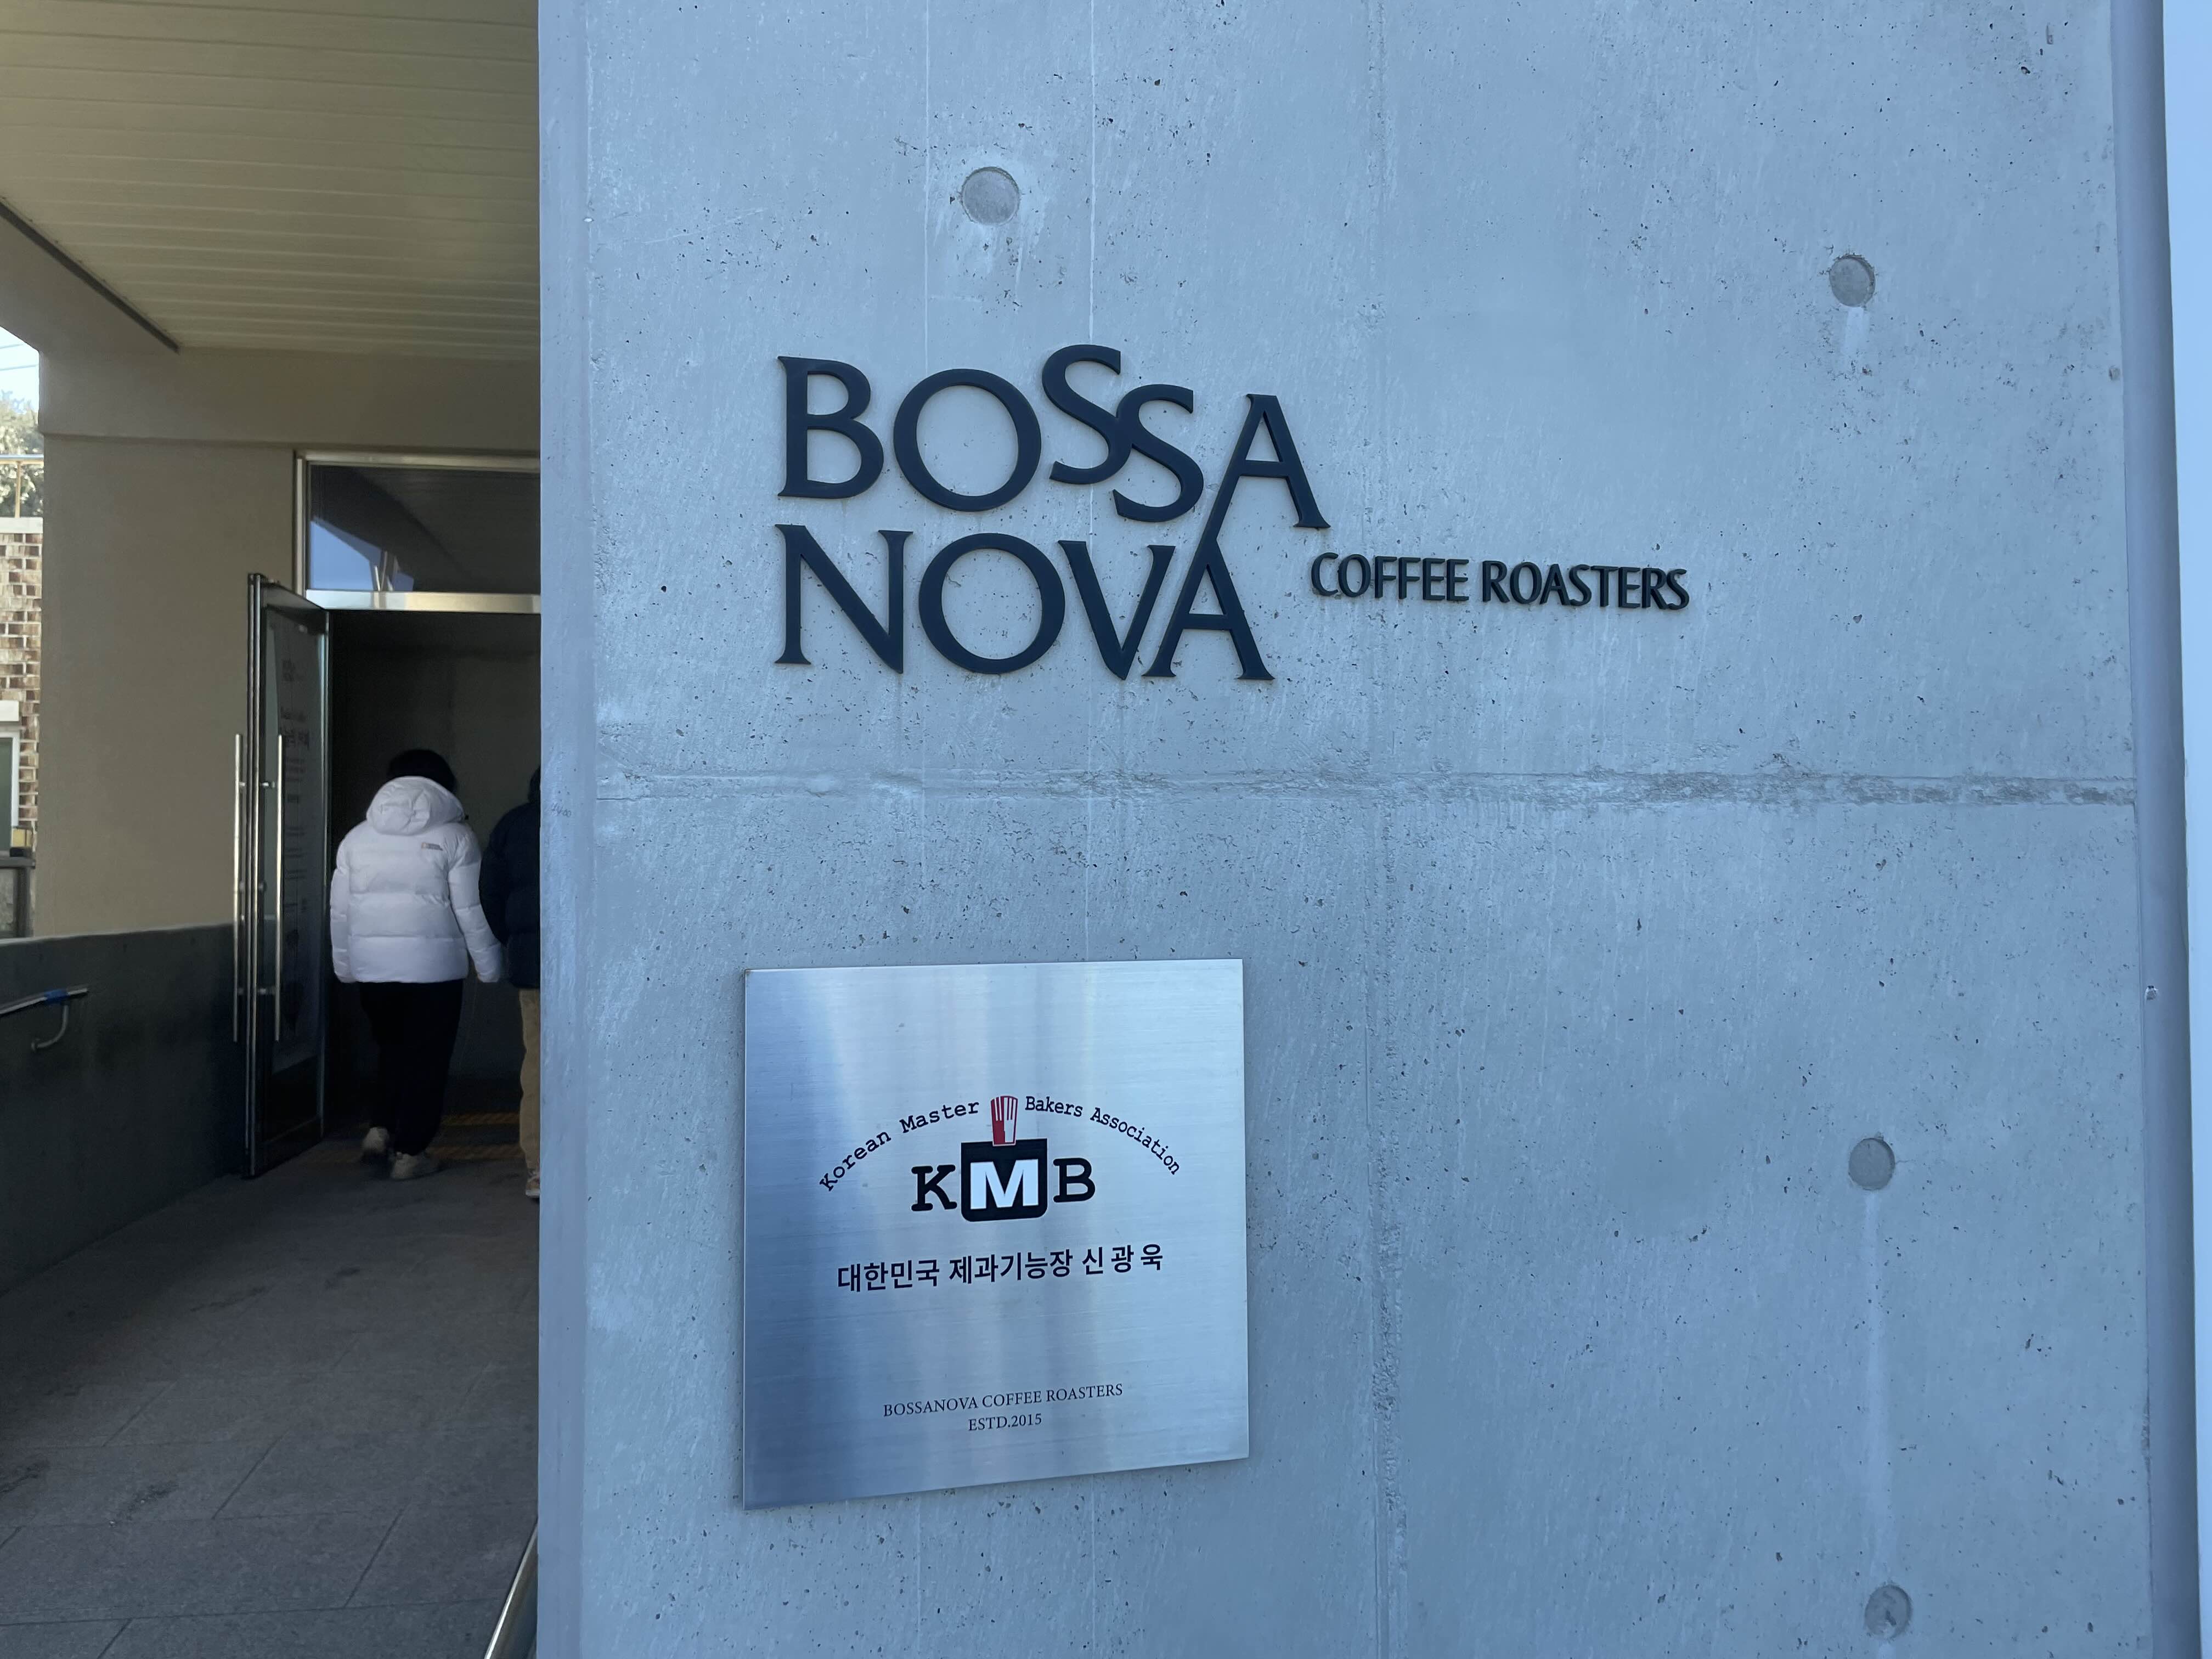 BOSSA
NOVA COFFEE ROASTERS
Korean Master Bakers Association
KMB
대한민국 제과기능장 신광욱
BOSSANOVA COFFEE ROASTERS
ESTD.2015